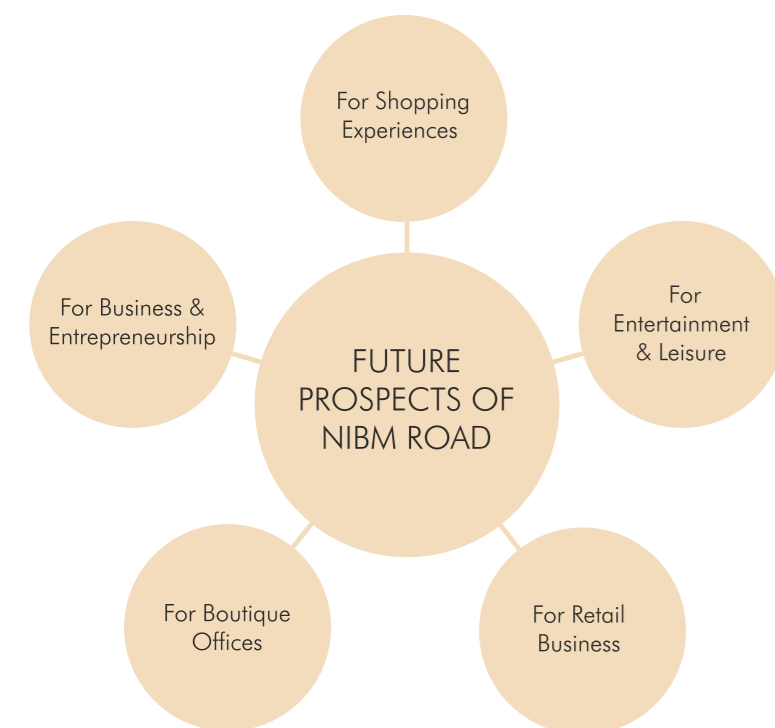 For Shopping
Experiences
For
Entertainment
& Leisure
For Business &
Entrepreneurship
FUTURE
PROSPECTS OF
NIBM ROAD
For Boutique
Offices
For Retail
Business